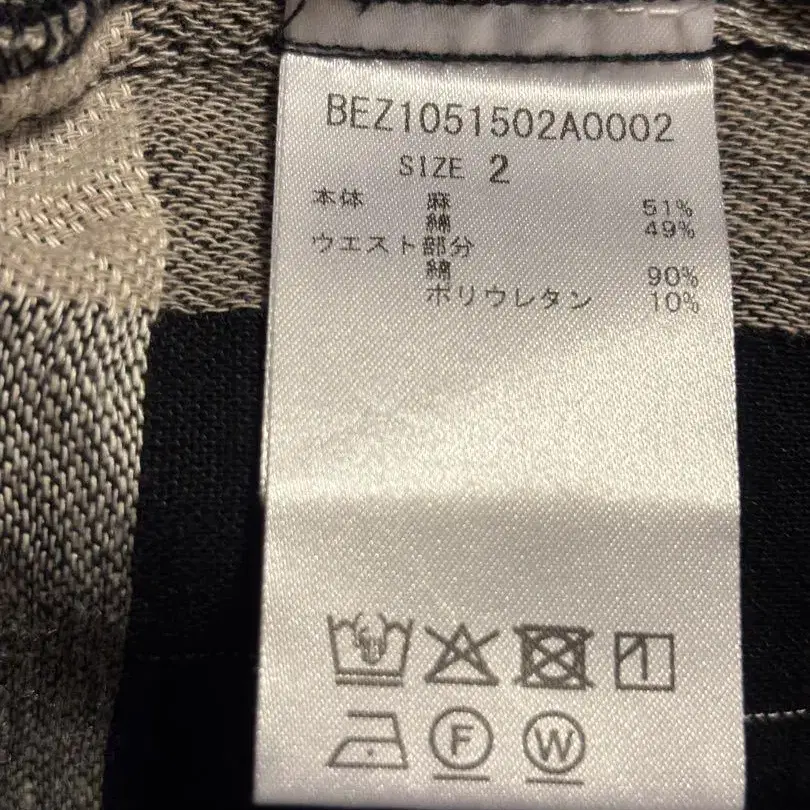 BEZ1051502A0002
SIZE 2
本体 麻 51%
綿 49%
ウエスト部分
綿 90%
ポリウレタン 10%
F W